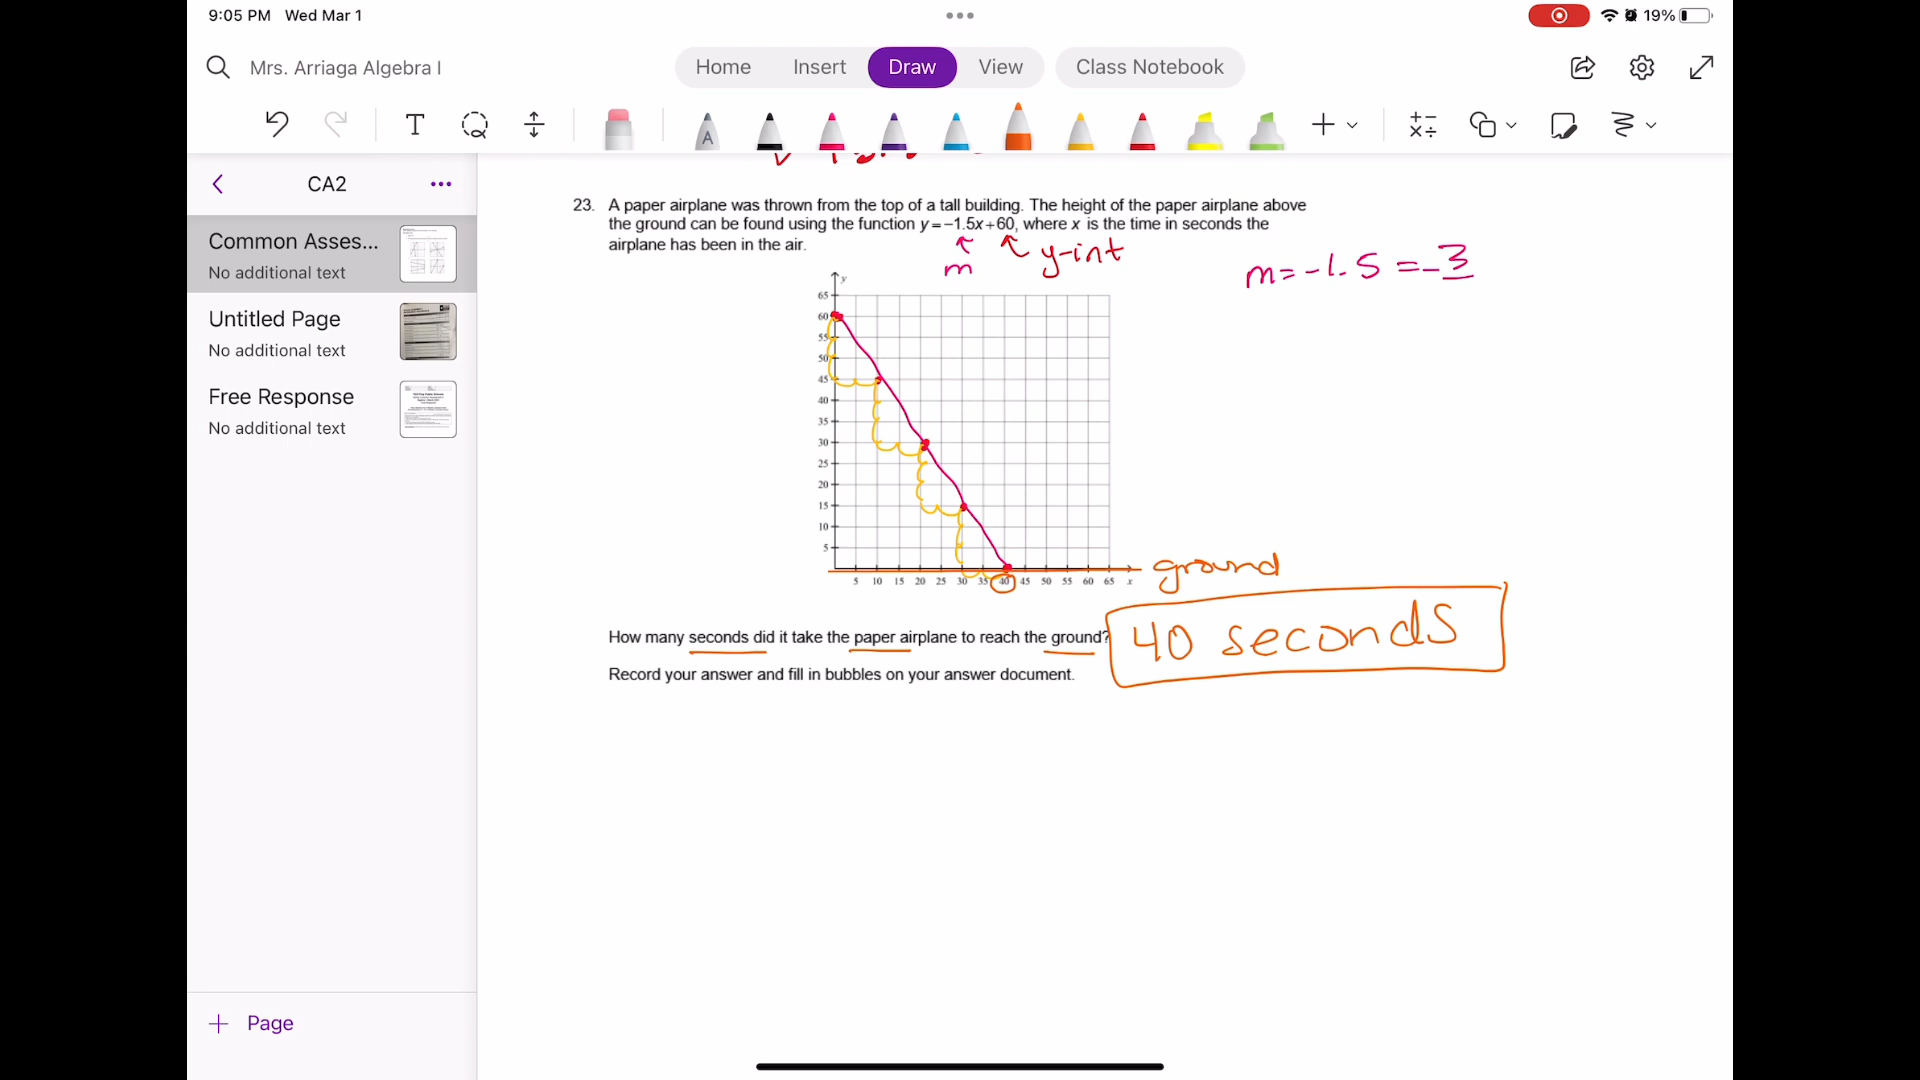 9:05 PM Wed Mar 1
19%
Mrs. Arriaga Algebra I
Home Insert Draw View Class Notebook
CA2
Common Asses...
No additional text
Untitled Page
No additional text
Free Response
No additional text
Page
23. A paper airplane was thrown from the top of a tall building. The height of the paper airplane above
the ground can be found using the function y=−1.5x+60, where x is the time in seconds the
airplane has been in the air.
m
y-int
m=-1.5=-3
y
65
60
55
50
45
40
35
30
25
20
15
10
5
5 10 15 20 25 30 35 40 45 50 55 60 65 x
ground
How many seconds did it take the paper airplane to reach the ground?
40 seconds
Record your answer and fill in bubbles on your answer document.